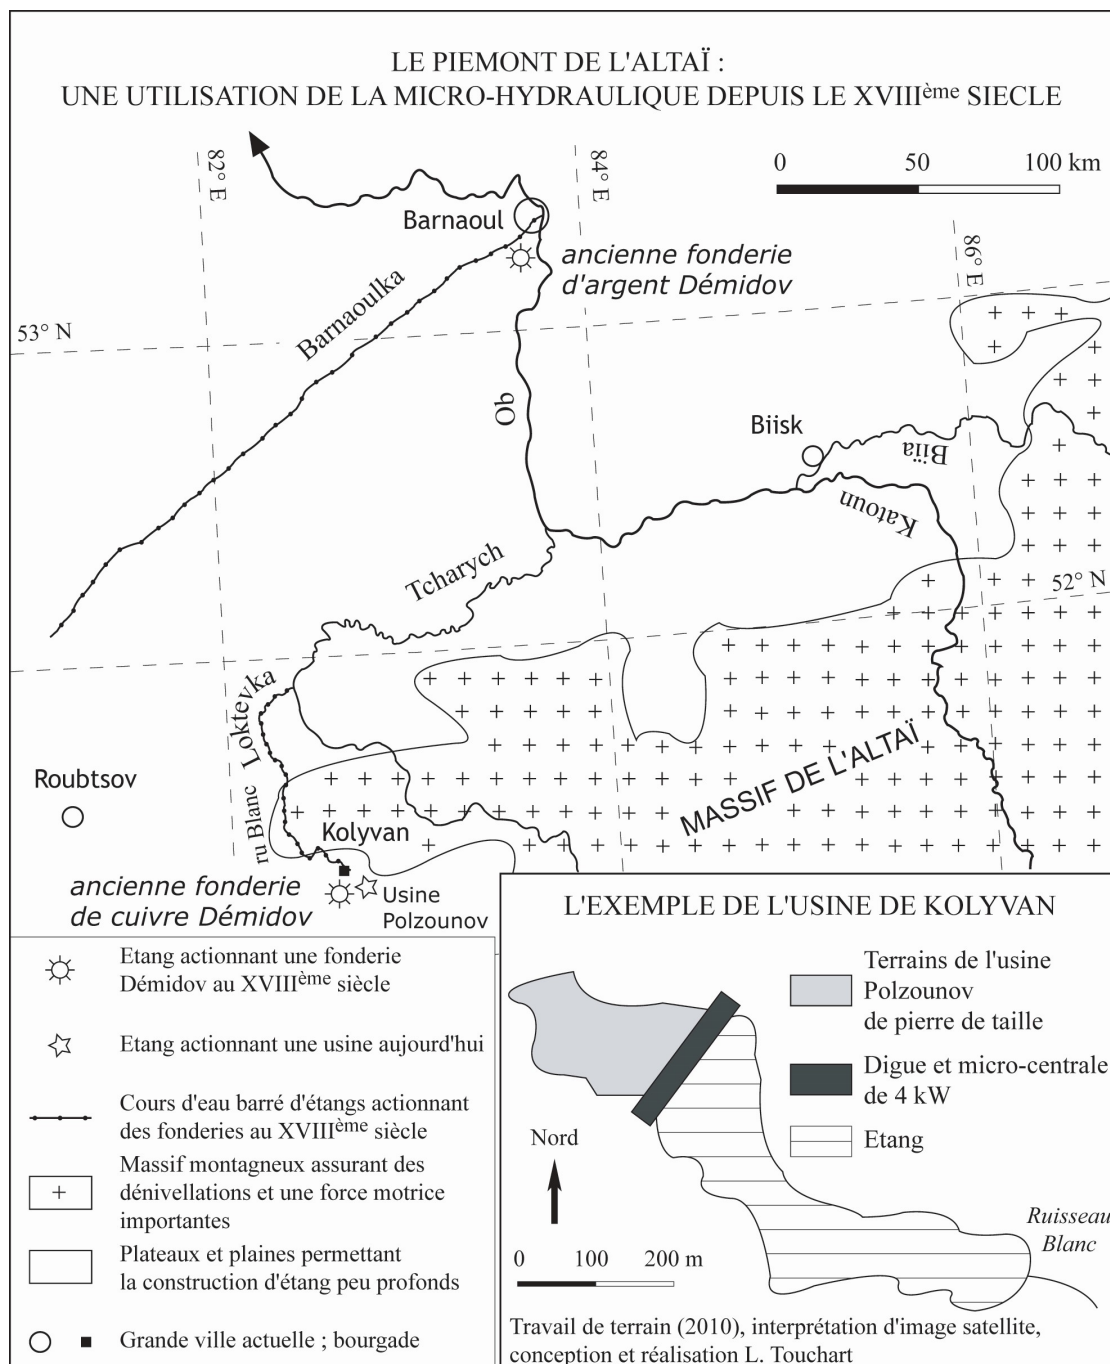 LE PIEMONT DE L'ALTAÏ :
UNE UTILISATION DE LA MICRO-HYDRAULIQUE DEPUIS LE XVIIIème SIECLE
82° E
84° E
0 50 100 km
Barnaoul
86° E
ancienne fonderie
d'argent Démidov
Barnaoulka
53° N
Ob
Biisk
Biïa
Katoun
Tcharych
52° N
Loktevka
MASSIF DE L'ALTAÏ
Roubtsov
ru Blanc
Kolyvan
ancienne fonderie
de cuivre Démidov
Usine
Polzounov
Etang actionnant une fonderie
Démidov au XVIIIème siècle
Etang actionnant une usine aujourd'hui
Cours d'eau barré d'étangs actionnant
des fonderies au XVIIIème siècle
Massif montagneux assurant des
dénivellations et une force motrice
importantes
Plateaux et plaines permettant
la construction d'étang peu profonds
Grande ville actuelle ; bourgade
L'EXEMPLE DE L'USINE DE KOLYVAN
Terrains de l'usine
Polzounov
de pierre de taille
Digue et micro-centrale
de 4 kW
Etang
Nord
Ruisseau
Blanc
0 100 200 m
Travail de terrain (2010), interprétation d'image satellite,
conception et réalisation L. Touchart